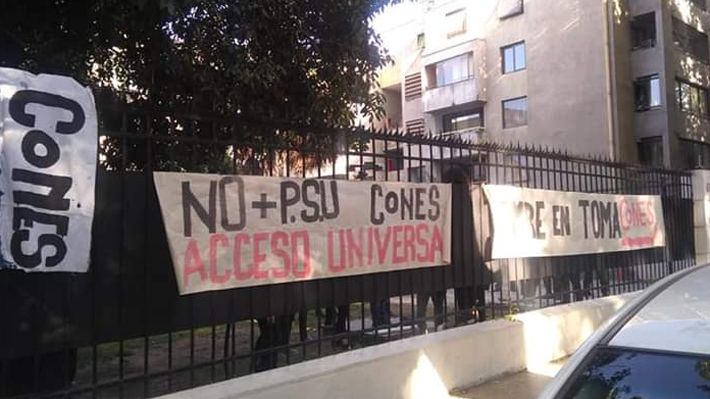 CONES
NO + P.S.U CONES
ACCESO UNIVERSA
EN TOMA CONES